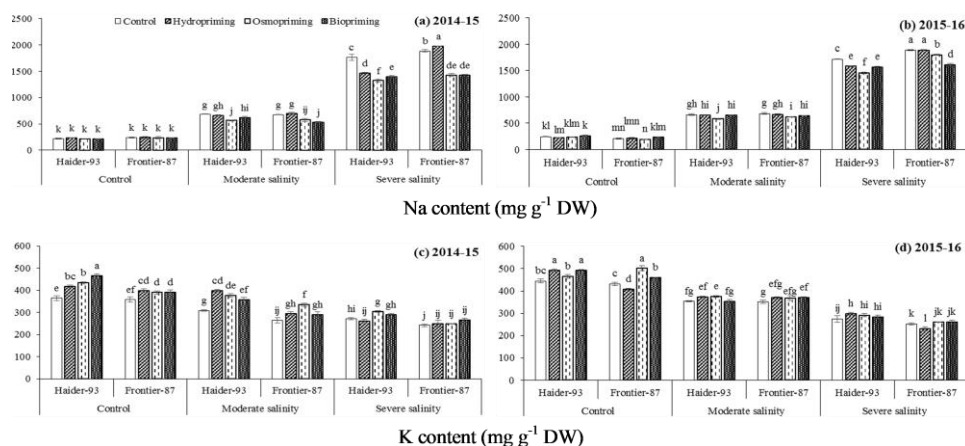 Control Hydropriming Osmopriming Biopriming (a) 2014-15
2500
2000
1500
1000
500
0
k k k k k k k k g gh j hi g g ij j c d f e b a de de
Haider-93 Frontier-87 Haider-93 Frontier-87 Haider-93 Frontier-87
Control Moderate salinity Severe salinity
(b) 2015-16
2500
2000
1500
1000
500
0
kl lm klm k mn lmn n klm gh hi j hi g hi i hi c e f e a a b d
Haider-93 Frontier-87 Haider-93 Frontier-87 Haider-93 Frontier-87
Control Moderate salinity Severe salinity
Na content (mg g-1 DW)
(c) 2014-15
600
500
400
300
200
100
0
e bc b a ef cd d d g cd de ef ij gh f gh hi ij g gh j ij ij ij
Haider-93 Frontier-87 Haider-93 Frontier-87 Haider-93 Frontier-87
Control Moderate salinity Severe salinity
(d) 2015-16
600
500
400
300
200
100
0
bc a b a c d a b fg ef e fg g efg efg ef ij h hi hi k l jk jk
Haider-93 Frontier-87 Haider-93 Frontier-87 Haider-93 Frontier-87
Control Moderate salinity Severe salinity
K content (mg g-1 DW)